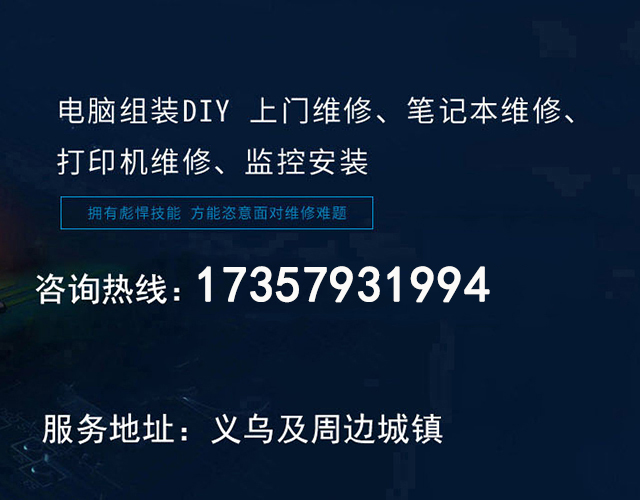 电脑组装DIY 上门维修、笔记本维修、
打印机维修、监控安装
拥有彪悍技能 方能恣意面对维修难题
咨询热线：17357931994
服务地址：义乌及周边城镇